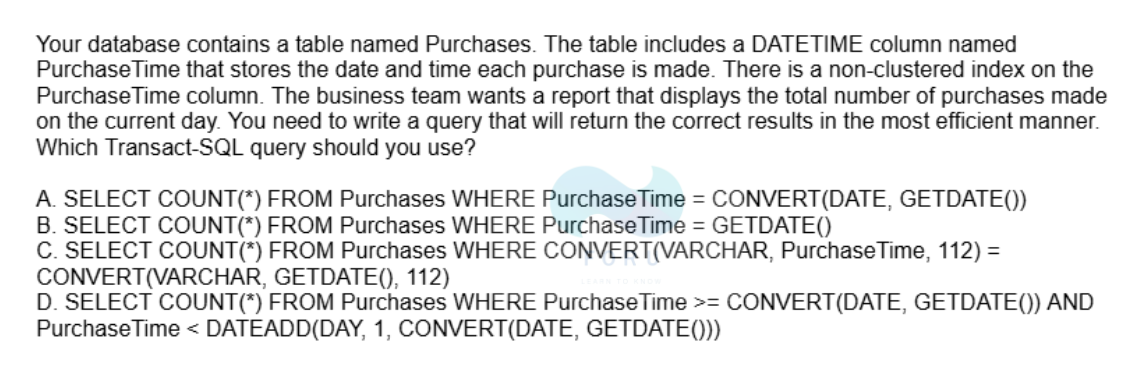 Your database contains a table named Purchases. The table includes a DATETIME column named
PurchaseTime that stores the date and time each purchase is made. There is a non-clustered index on the
PurchaseTime column. The business team wants a report that displays the total number of purchases made
on the current day. You need to write a query that will return the correct results in the most efficient manner.
Which Transact-SQL query should you use?
A. SELECT COUNT(*) FROM Purchases WHERE PurchaseTime = CONVERT(DATE, GETDATE())
B. SELECT COUNT(*) FROM Purchases WHERE PurchaseTime = GETDATE()
C. SELECT COUNT(*) FROM Purchases WHERE CONVERT(VARCHAR, PurchaseTime, 112) =
CONVERT(VARCHAR, GETDATE(), 112)
D. SELECT COUNT(*) FROM Purchases WHERE PurchaseTime >= CONVERT(DATE, GETDATE()) AND
PurchaseTime < DATEADD(DAY, 1, CONVERT(DATE, GETDATE()))